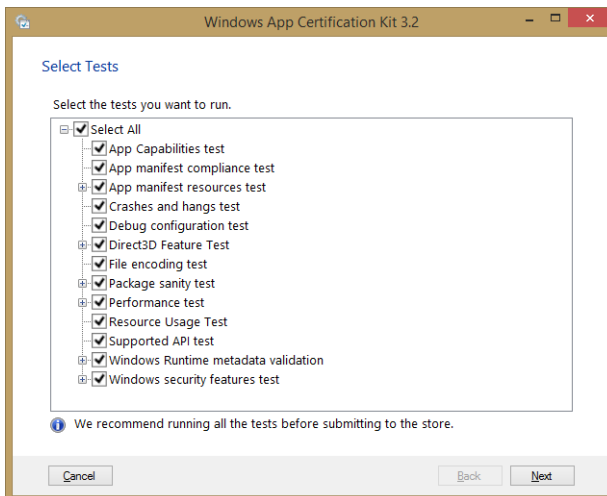 Windows App Certification Kit 3.2
Select Tests
Select the tests you want to run.
Select All
App Capabilities test
App manifest compliance test
App manifest resources test
Crashes and hangs test
Debug configuration test
Direct3D Feature Test
File encoding test
Package sanity test
Performance test
Resource Usage Test
Supported API test
Windows Runtime metadata validation
Windows security features test
We recommend running all the tests before submitting to the store.
Cancel Back Next